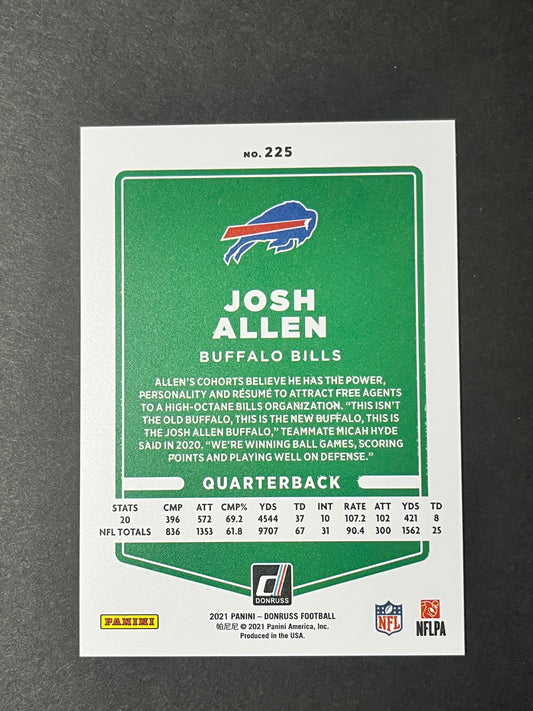 NO. 225
JOSH
ALLEN
BUFFALO BILLS
ALLEN'S COHORTS BELIEVE HE HAS THE POWER,
PERSONALITY AND RÉSUMÉ TO ATTRACT FREE AGENTS
TO A HIGH-OCTANE BILLS ORGANIZATION. “THIS ISN'T
THE OLD BUFFALO, THIS IS THE NEW BUFFALO, THIS IS
THE JOSH ALLEN BUFFALO,” TEAMMATE MICAH HYDE
SAID IN 2020. “WE'RE WINNING BALL GAMES, SCORING
POINTS AND PLAYING WELL ON DEFENSE.”
QUARTERBACK
STATS CMP ATT CMP% YDS TD INT RATE ATT YDS TD
20 396 572 69.2 4544 37 10 107.2 102 421 8
NFL TOTALS 836 1353 61.8 9707 67 31 90.4 300 1562 25
DONRUSS
PANINI
2021 PANINI – DONRUSS FOOTBALL
帕尼尼 © 2021 Panini America, Inc.
Produced in the USA.
NFL
NFLPA